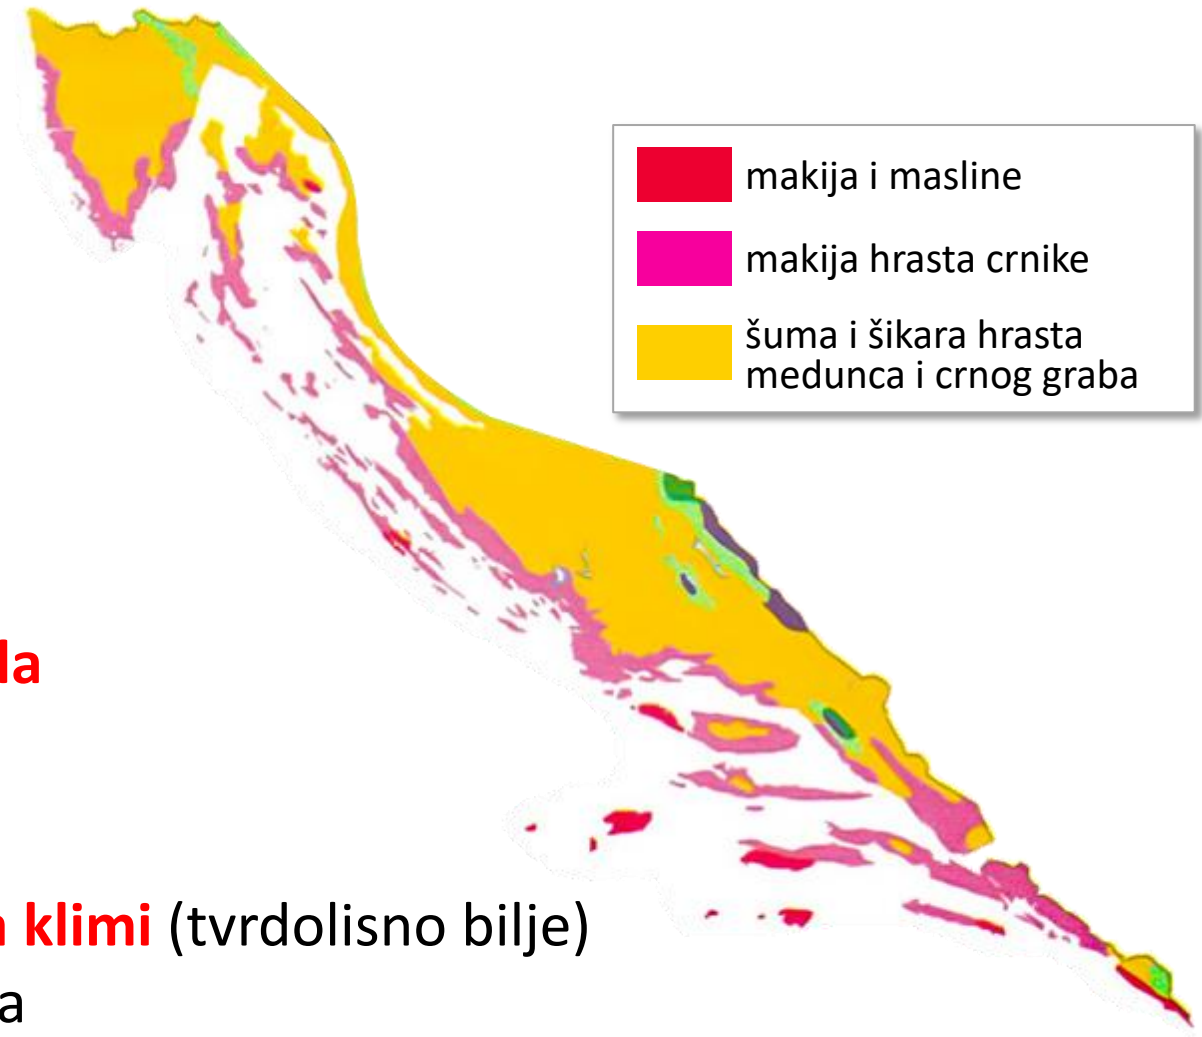 makija i masline
makija hrasta crnike
šuma i šikara hrasta
medunca i crnog graba
la
klimi (tvrdolisno bilje)
a